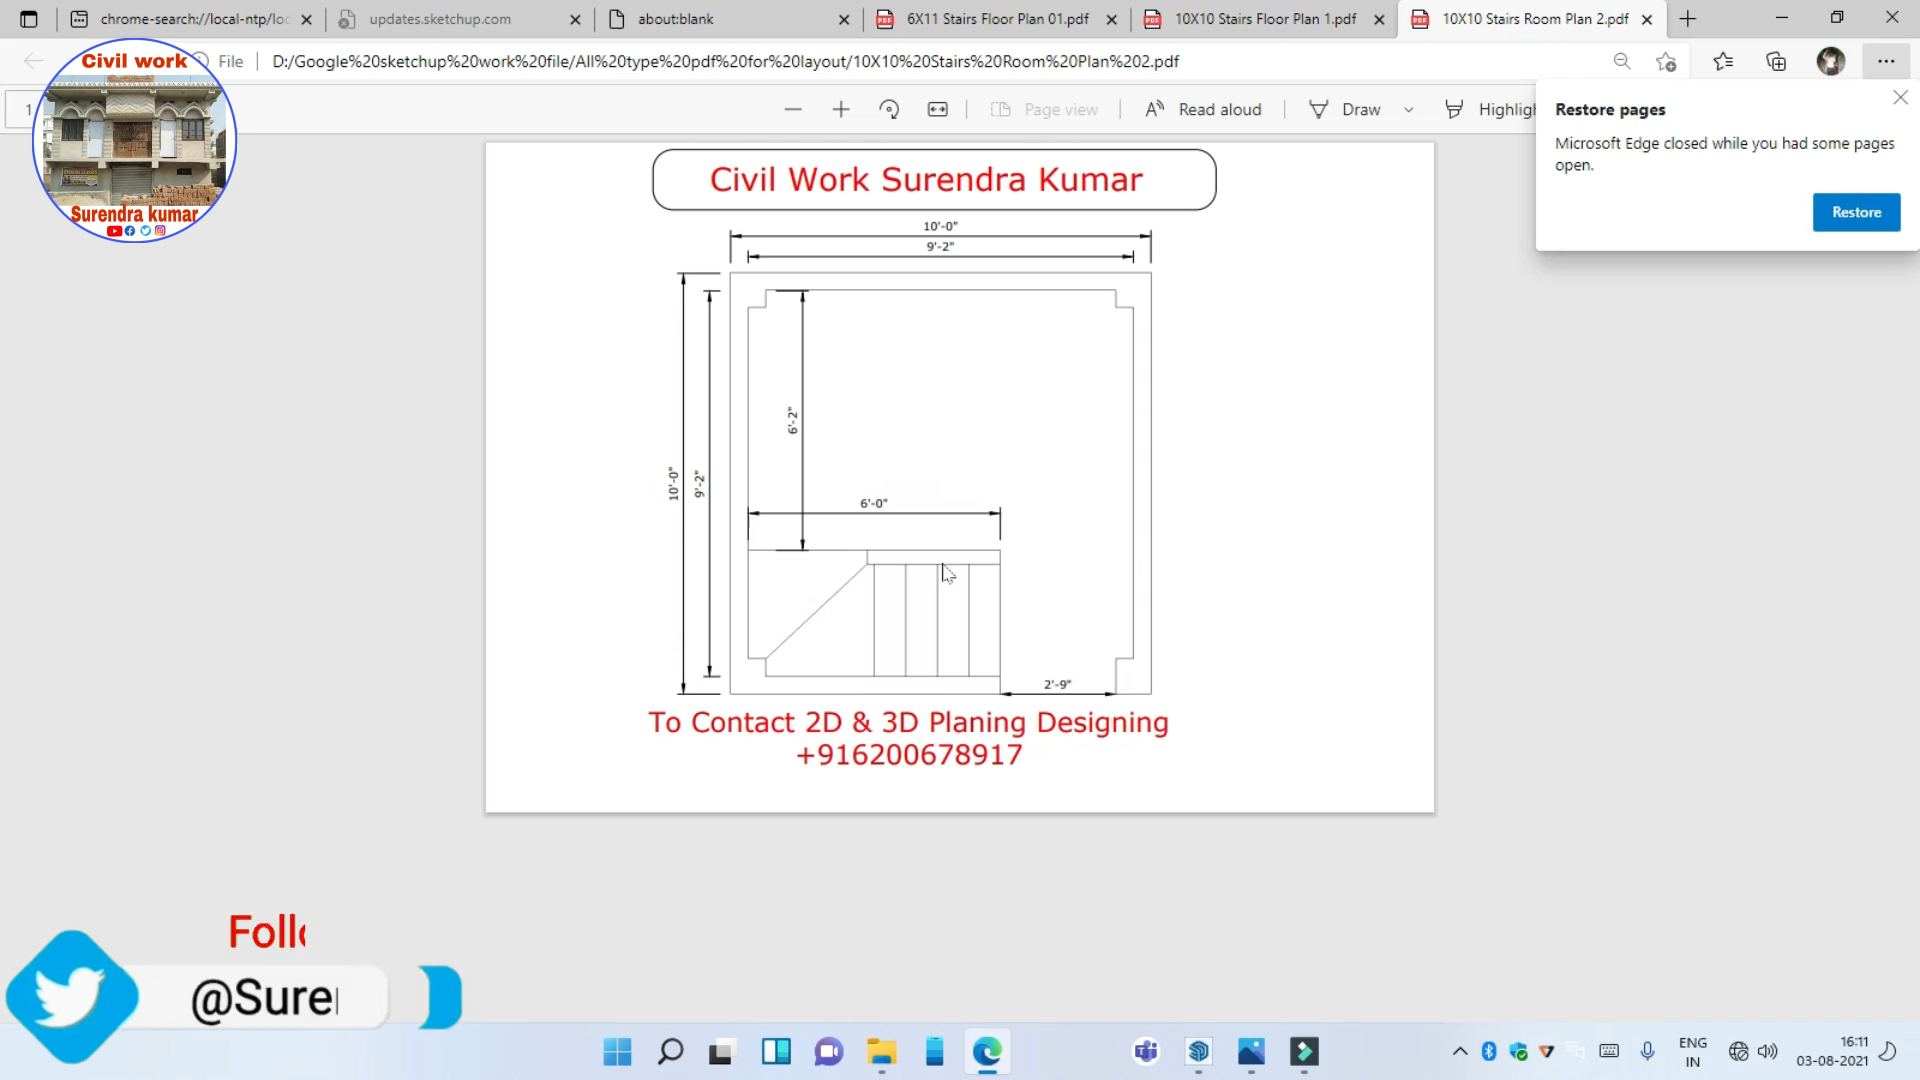 chrome-search://local-ntp/loc
updates.sketchup.com
about:blank
6X11 Stairs Floor Plan 01.pdf
10X10 Stairs Floor Plan 1.pdf
10X10 Stairs Room Plan 2.pdf
File
D:/Google%20sketchup%20work%20file/All%20type%20pdf%20for%20layout/10X10%20Stairs%20Room%20Plan%202.pdf
1
Page view
Read aloud
Draw
Highligh
Restore pages
Microsoft Edge closed while you had some pages
open.
Restore
Civil work
Surendra kumar
Civil Work Surendra Kumar
10'-0"
9'-2"
10'-0"
9'-2"
6'-2"
6'-0"
2'-9"
To Contact 2D & 3D Planing Designing
+916200678917
Follo
@Suren
ENG
IN
16:11
03-08-2021